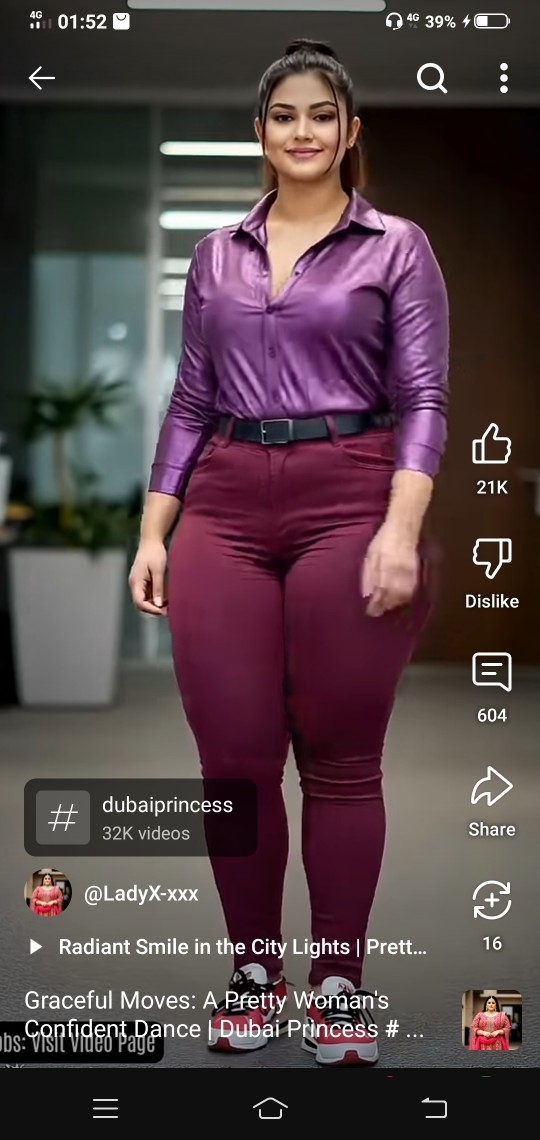 4G 01:52 4G 39%
21K
Dislike
604
Share
16
# dubaiprincess
32K videos
@LadyX-xxx
Radiant Smile in the City Lights | Prett...
Graceful Moves: A Pretty Woman's
Confident Dance | Dubai Princess # ...
obs: Visit Video Page